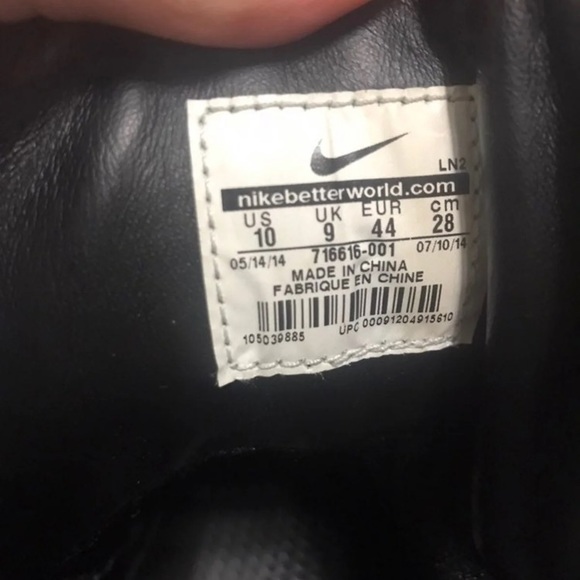 LN2
nikebetterworld.com
US UK EUR cm
10 9 44 28
05/14/14 716616-001 07/10/14
MADE IN CHINA
FABRIQUE EN CHINE
105039885 UPC 00091204915610